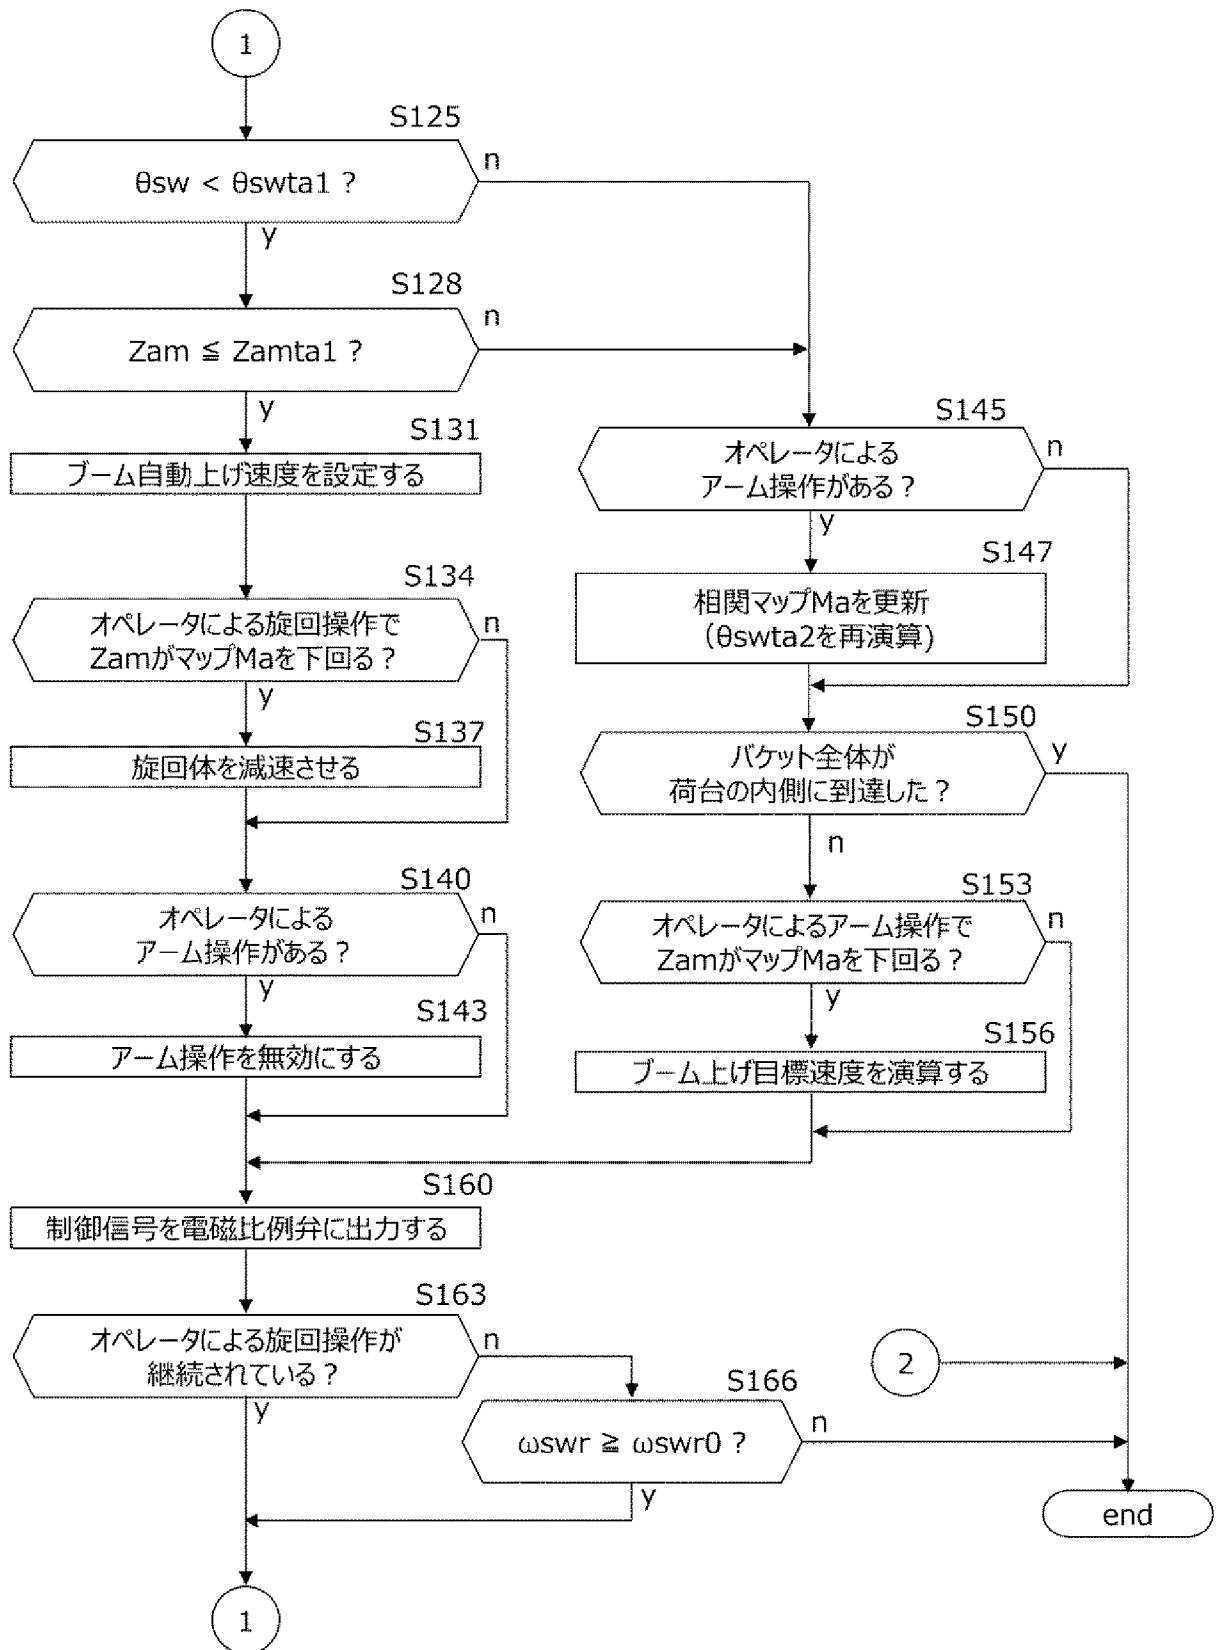 1
S125
θsw < θswta1 ?
n
y
S128
Zam ≦ Zamta1 ?
n
y
S131
ブーム自動上げ速度を設定する
S134
オペレータによる旋回操作で
ZamがマップMaを下回る?
n
y
S137
旋回体を減速させる
S140
オペレータによる
アーム操作がある?
n
y
S143
アーム操作を無効にする
S145
オペレータによる
アーム操作がある?
n
y
S147
相関マップMaを更新
(θswta2を再演算)
S150
バケット全体が
荷台の内側に到達した?
y
n
S153
オペレータによるアーム操作で
ZamがマップMaを下回る?
n
y
S156
ブーム上げ目標速度を演算する
S160
制御信号を電磁比例弁に出力する
S163
オペレータによる旋回操作が
継続されている?
n
y
S166
ωswr ≧ ωswr0 ?
n
y
2
end
1